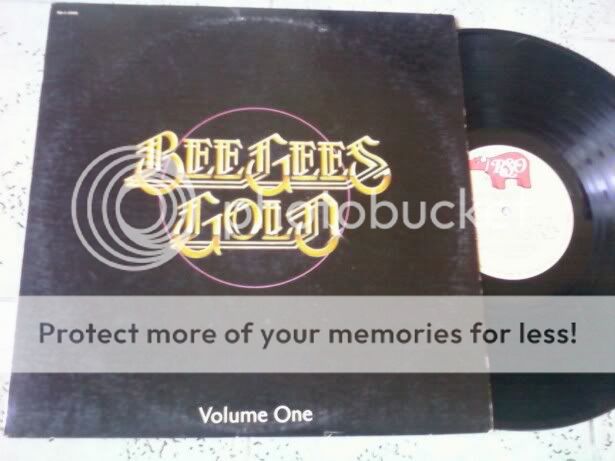 BEE GEES
GOLD
RSO
photobucket
Protect more of your memories for less!
Volume One